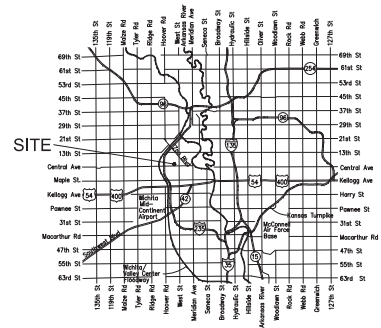 135th St
119th St
Maize Rd
Tyler Rd
Ridge Rd
Hoover Rd
West St
Arkansas River
Meridian Ave
Seneca St
Broadway St
Hydraulic St
Hillside St
Oliver St
Woodlawn St
Rock Rd
Webb Rd
Greenwich
127th St
69th St
61st St
53rd St
45th St
37th St
29th St
21st St
13th St
Central Ave
Maple St
Kellogg Ave
Pawnee St
31st St
Macarthur Rd
47th St
55th St
63rd St
69th St
61st St
53rd St
45th St
37th St
29th St
21st St
13th St
Central Ave
Kellogg Ave
Harry St
Pawnee St
31st St
Macarthur Rd
47th St
55th St
63rd St
SITE
254
96
96
135
54
400
54
400
42
235
35
15
Wichita
Mid-
Continent
Airport
Kansas Turnpike
McConnel
Air Force
Base
Southwest Blvd
Wichita/
Valley Center
Floodway
135th St
119th St
Maize Rd
Tyler Rd
Ridge Rd
Hoover Rd
West St
Meridian Ave
Seneca St
Broadway St
Hydraulic St
Hillside St
Arkansas River
Oliver St
Woodlawn St
Rock Rd
Webb Rd
Greenwich
127th St